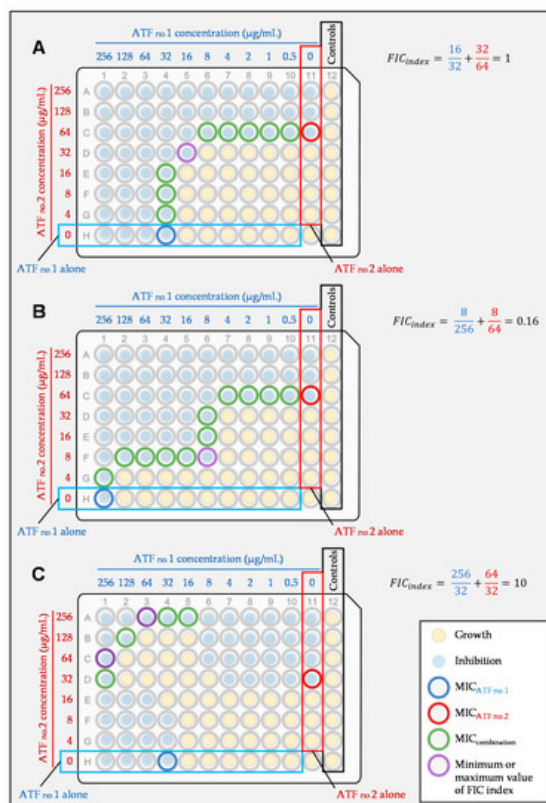 A
ATF no.1 concentration (µg/ml.)
256 128 64 32 16 8 4 2 1 0.5 0
Controls
1 2 3 4 5 6 7 8 9 10 11 12
ATF no.2 concentration (µg/ml.)
256 A
128 B
64 C
32 D
16 E
8 F
4 G
0 H
ATF no.1 alone
ATF no.2 alone
FICindex = 16/32 + 32/64 = 1
B
ATF no.1 concentration (µg/ml.)
256 128 64 32 16 8 4 2 1 0.5 0
Controls
1 2 3 4 5 6 7 8 9 10 11 12
ATF no.2 concentration (µg/ml.)
256 A
128 B
64 C
32 D
16 E
8 F
4 G
0 H
ATF no.1 alone
ATF no.2 alone
FICindex = 8/256 + 8/64 = 0.16
C
ATF no.1 concentration (µg/ml.)
256 128 64 32 16 8 4 2 1 0.5 0
Controls
1 2 3 4 5 6 7 8 9 10 11 12
ATF no.2 concentration (µg/ml.)
256 A
128 B
64 C
32 D
16 E
8 F
4 G
0 H
ATF no.1 alone
ATF no.2 alone
FICindex = 256/32 + 64/32 = 10
Growth
Inhibition
MIC ATF no.1
MIC ATF no.2
MIC combination
Minimum or
maximum value
of FIC index